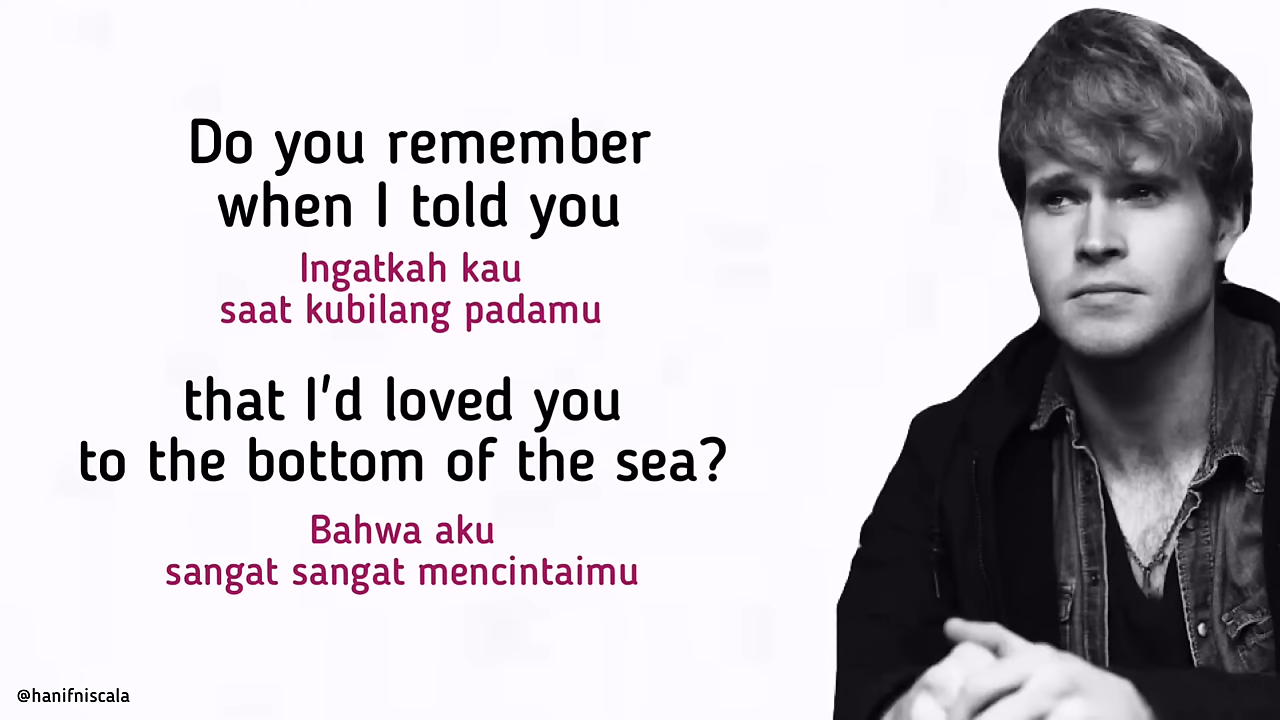 Do you remember
when I told you
Ingatkah kau
saat kubilang padamu
that I'd loved you
to the bottom of the sea?
Bahwa aku
sangat sangat mencintaimu
@hanifniscala